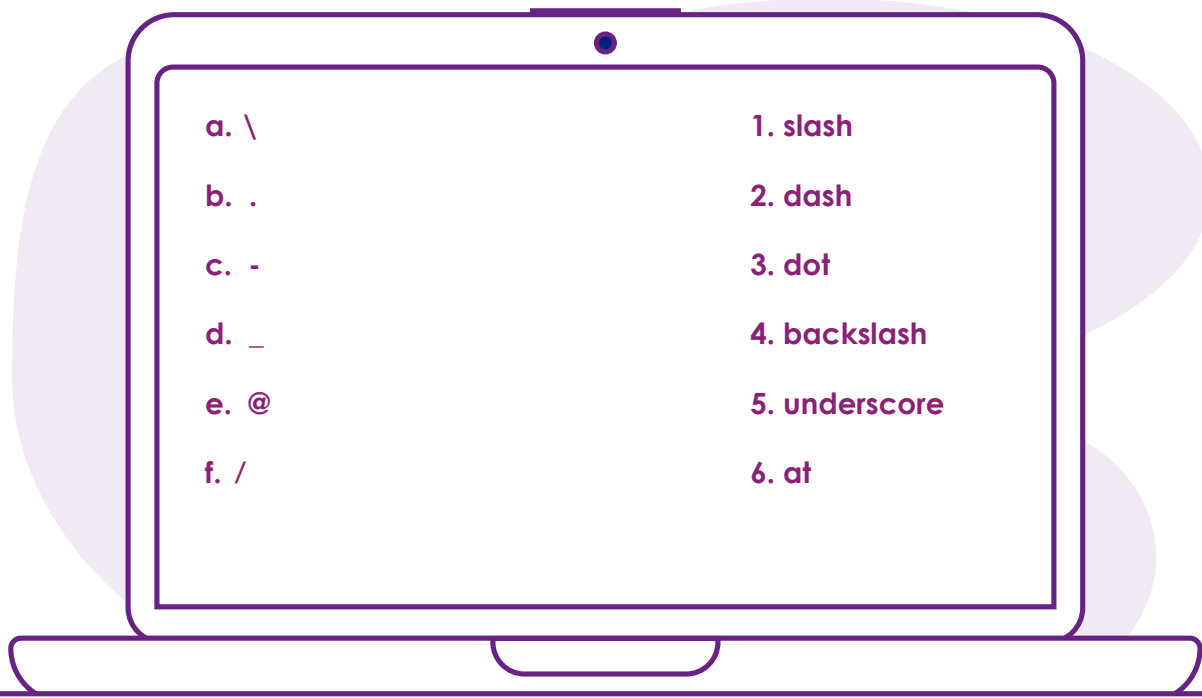 a. \
b. .
c. -
d. _
e. @
f. /
1. slash
2. dash
3. dot
4. backslash
5. underscore
6. at